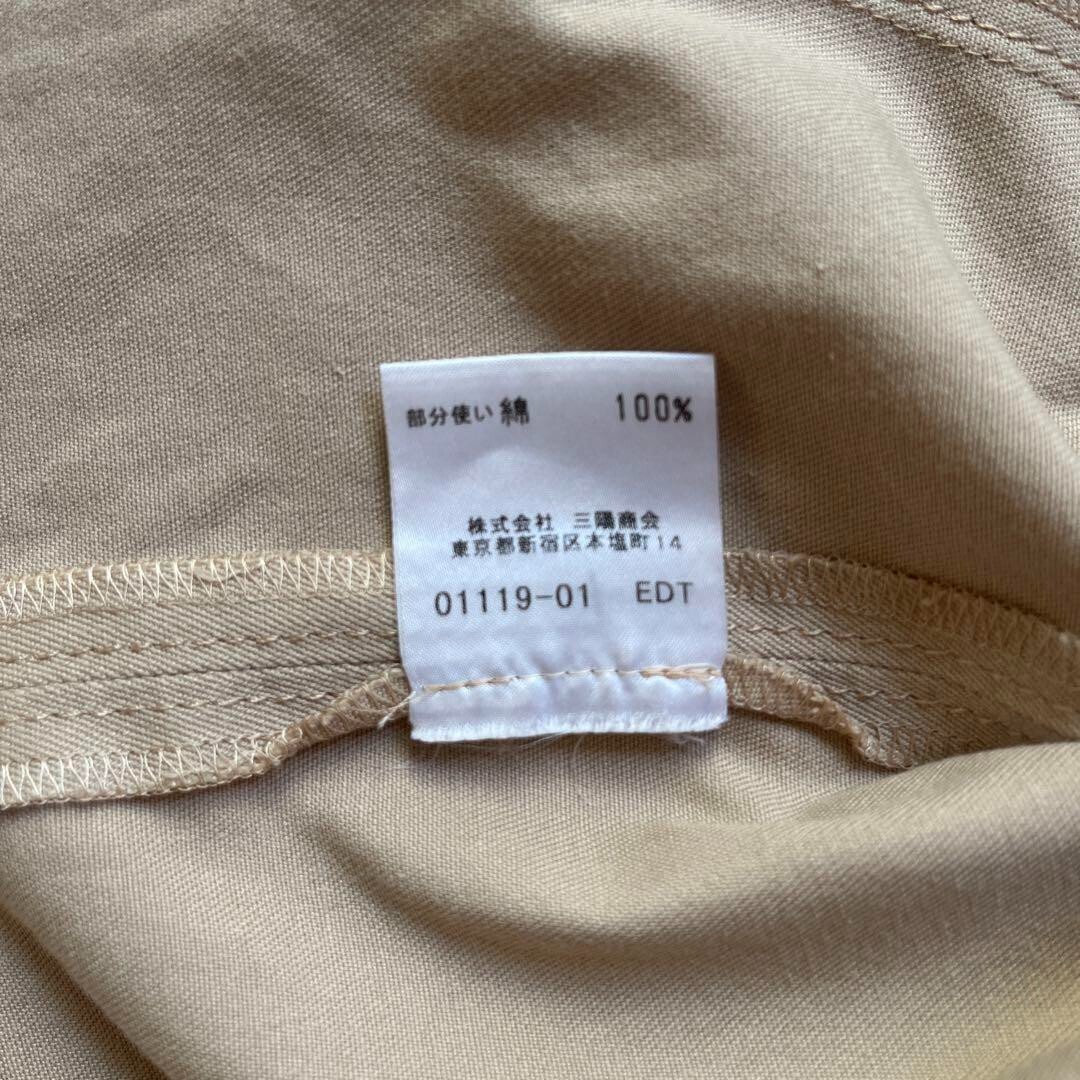 部分使い 綿 100%
株式会社 三陽商会
東京都新宿区本塩町14
01119-01 EDT